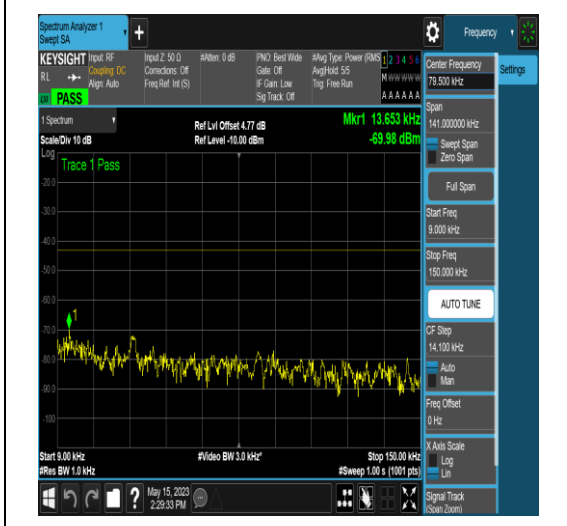 Spectrum Analyzer 1
Swept SA
+
Frequency
KEYSIGHT
Input: RF
Input Z: 50 Ω
#Atten: 0 dB
PNO: Best Wide
#Avg Type: Power (RMS
1 2 3 4 5 6
RL
Coupling: DC
Corrections: Off
Gate: Off
Avg|Hold: 5/5
M W W W W W
Align: Auto
Freq Ref: Int (S)
IF Gain: Low
Trig: Free Run
Sig Track: Off
A A A A A A
PASS
1 Spectrum
Ref Lvl Offset 4.77 dB
Mkr1 13.653 kHz
Scale/Div 10 dB
Ref Level -10.00 dBm
-69.98 dBm
Log
Trace 1 Pass
-20.0
-30.0
-40.0
-50.0
-60.0
1
-70.0
-80.0
-90.0
-100
Start 9.00 kHz
#Video BW 3.0 kHz*
Stop 150.00 kHz
#Res BW 1.0 kHz
#Sweep 1.00 s (1001 pts)
May 15, 2023
2:29:33 PM
?
Center Frequency
79.500 kHz
Settings
Span
141.000000 kHz
Swept Span
Zero Span
Full Span
Start Freq
9.000 kHz
Stop Freq
150.000 kHz
AUTO TUNE
CF Step
14.100 kHz
Auto
Man
Freq Offset
0 Hz
X Axis Scale
Log
Lin
Signal Track
(Span Zoom)